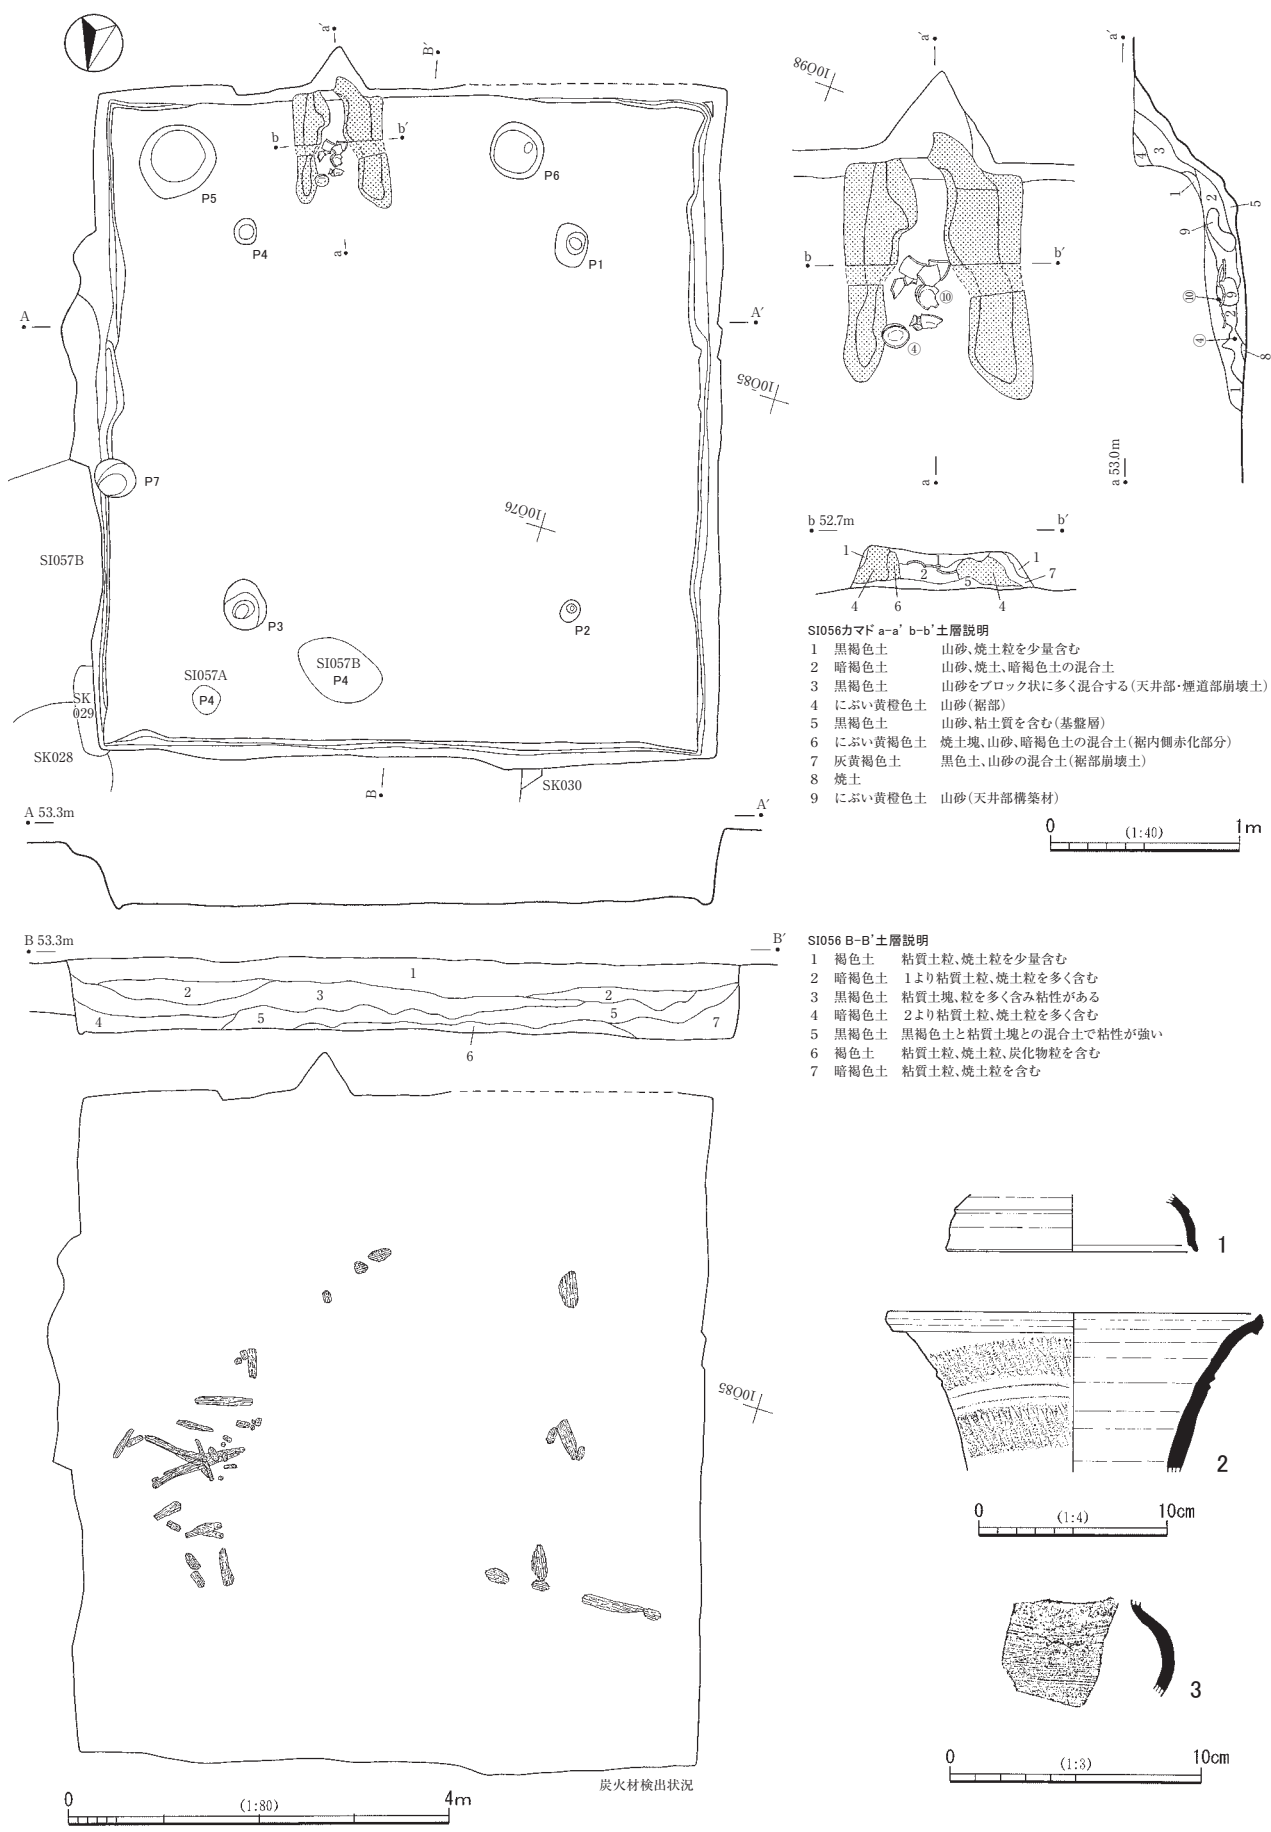 a′
B′
b
b′
P5
P6
P4
P1
a
A
A′
10Ō85
P7
10Ō76
SI057B
P3
P2
SI057A
P4
SI057B
P4
SK
029
SK028
SK030
B
10Ō98
a′
a′
b
b′
⑩
④
a
4
3
1
2
5
9
⑩
9
2
④
8
1
a 53.0m
b 52.7m
b′
1
1
2
1
5
7
4
6
4
SI056カマド a-a' b-b'土層説明
1 黒褐色土 山砂、焼土粒を少量含む
2 暗褐色土 山砂、焼土、暗褐色土の混合土
3 黒褐色土 山砂をブロック状に多く混合する(天井部・煙道部崩壊土)
4 にぶい黄橙色土 山砂(裾部)
5 黒褐色土 山砂、粘土質を含む(基盤層)
6 にぶい黄褐色土 焼土塊、山砂、暗褐色土の混合土(裾内側赤化部分)
7 灰黄褐色土 黒色土、山砂の混合土(裾部崩壊土)
8 焼土
9 にぶい黄橙色土 山砂(天井部構築材)
0 (1:40) 1m
A 53.3m
A′
B 53.3m
B′
1
2
3
2
4
5
5
7
6
SI056 B-B'土層説明
1 褐色土 粘質土粒、焼土粒を少量含む
2 暗褐色土 1より粘質土粒、焼土粒を多く含む
3 黒褐色土 粘質土塊、粒を多く含み粘性がある
4 暗褐色土 2より粘質土粒、焼土粒を多く含む
5 黒褐色土 黒褐色土と粘質土塊との混合土で粘性が強い
6 褐色土 粘質土粒、焼土粒、炭化物粒を含む
7 暗褐色土 粘質土粒、焼土粒を含む
10Ō85
炭火材検出状況
0 (1:80) 4m
1
2
0 (1:4) 10cm
3
0 (1:3) 10cm